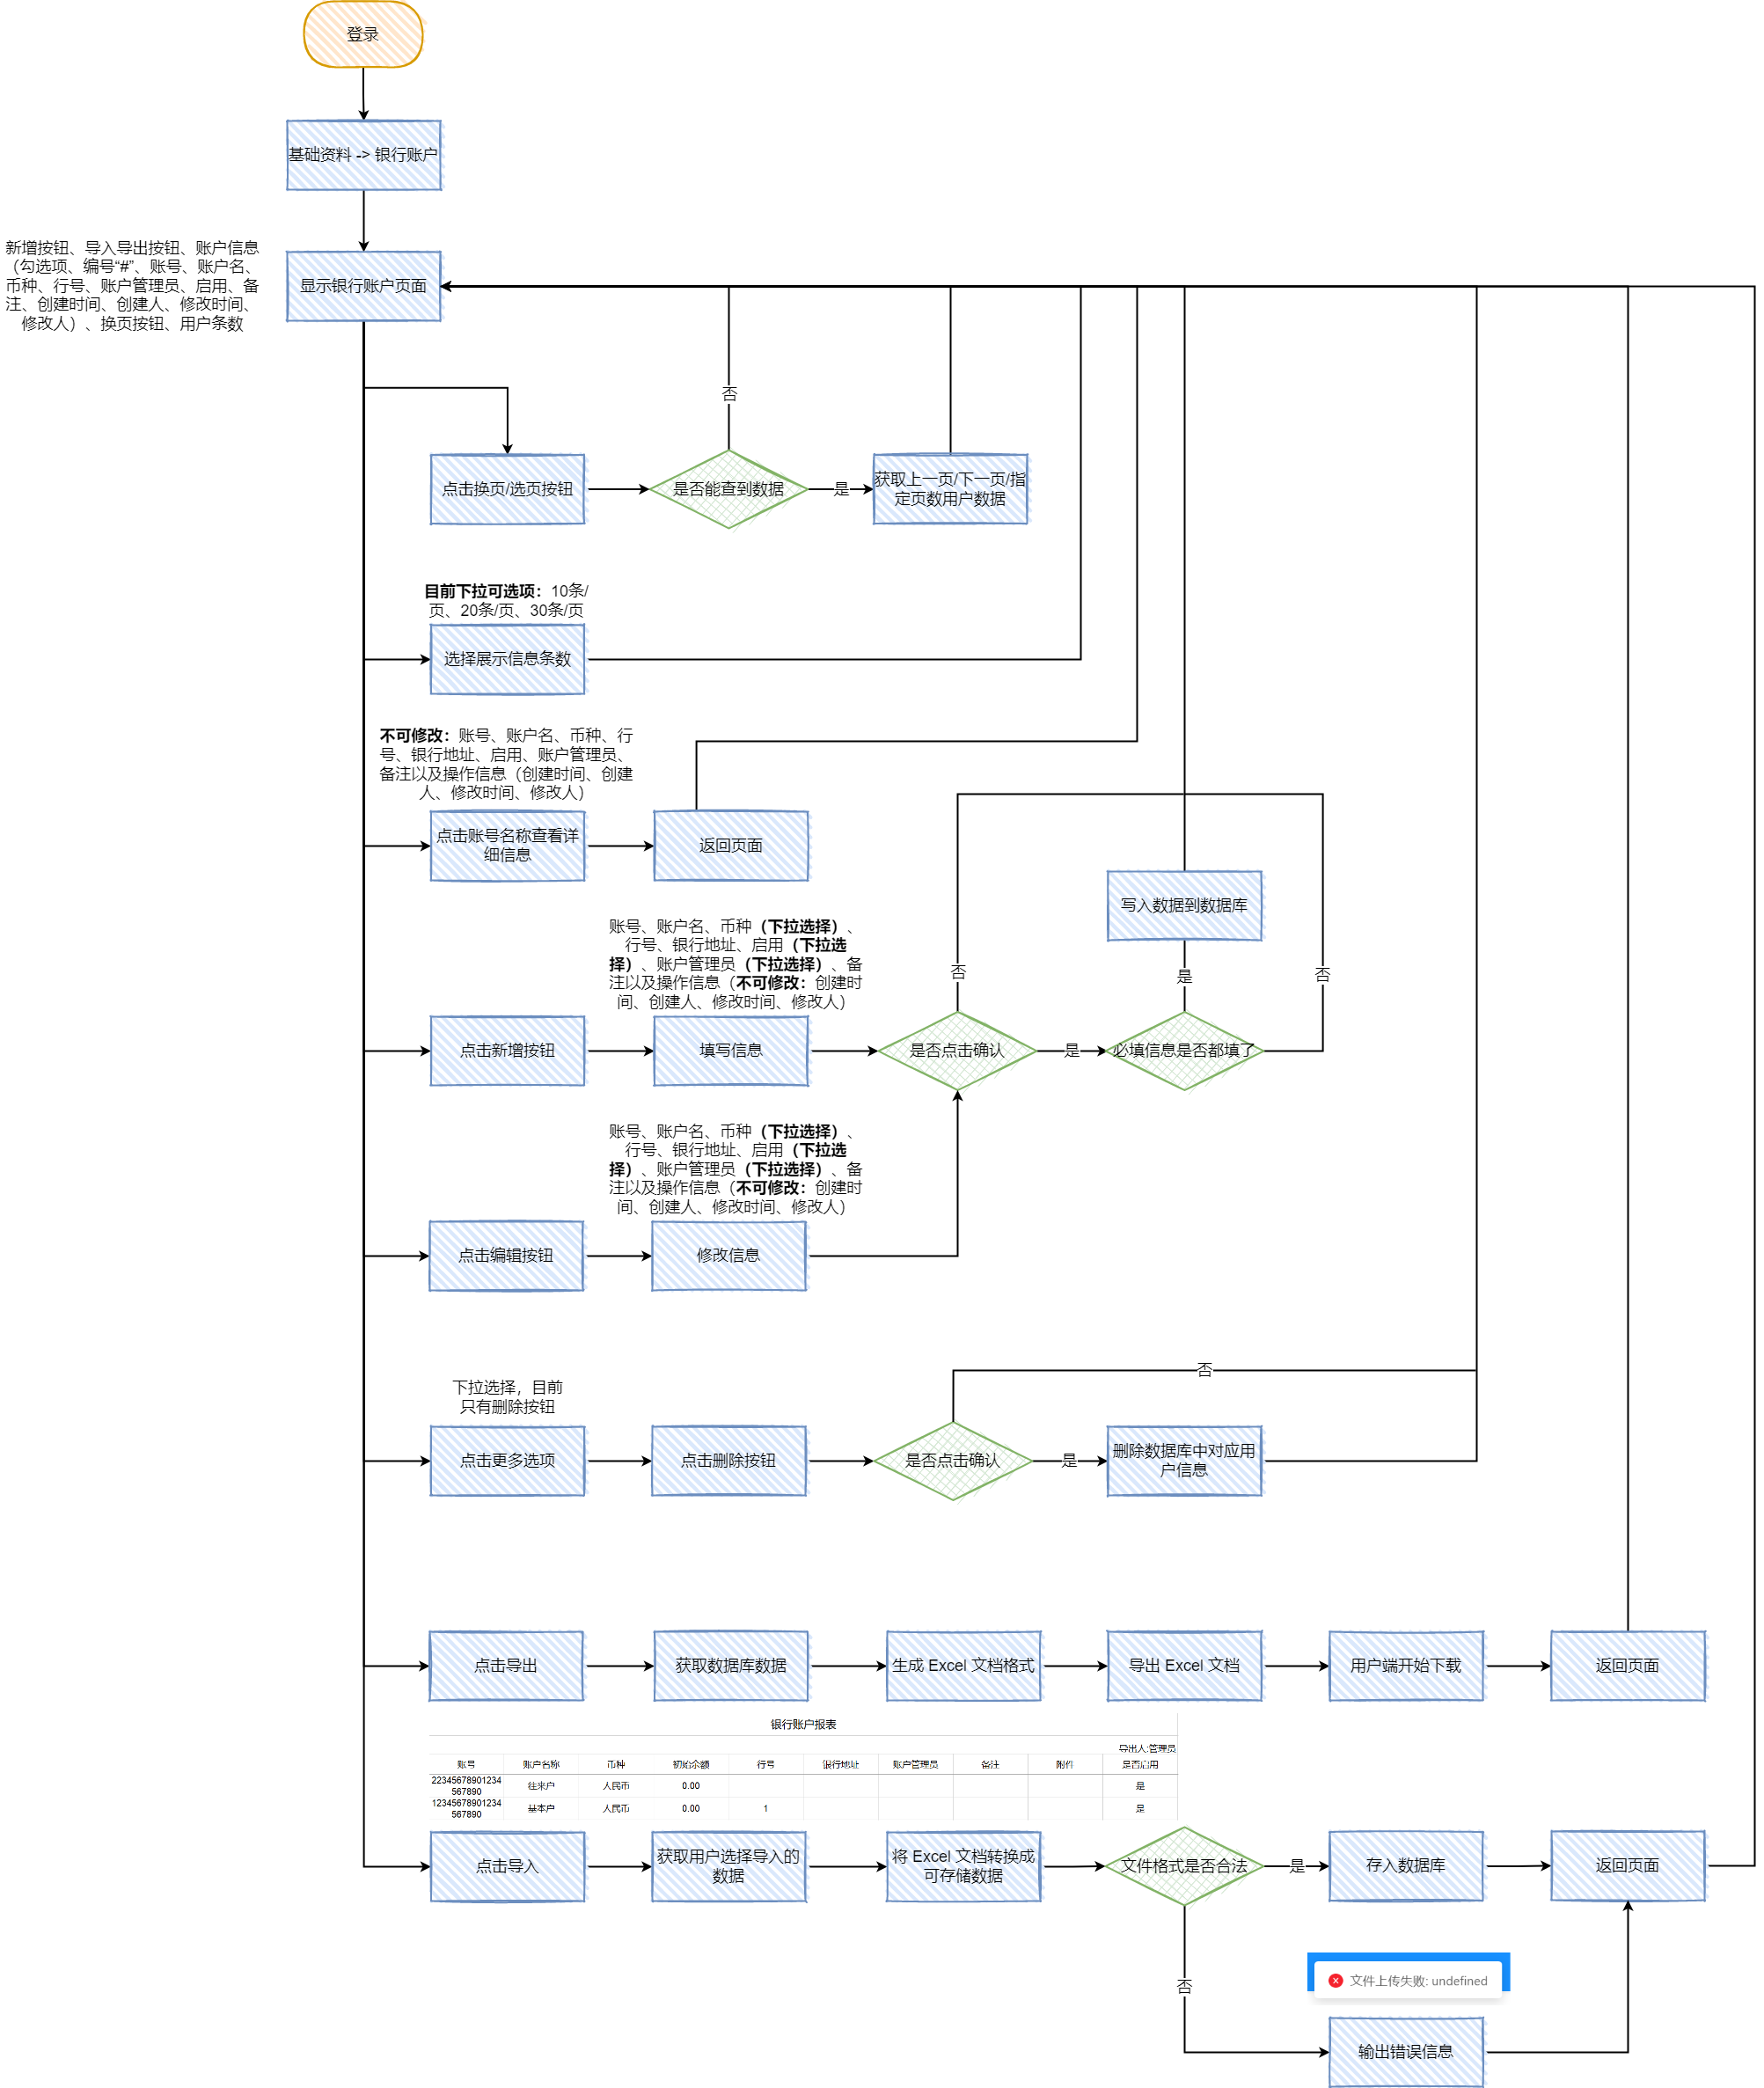 登录
基础资料 -> 银行账户
新增按钮、导入导出按钮、账户信息
（勾选项、编号“#”、账号、账户名、
币种、行号、账户管理员、启用、备
注、创建时间、创建人、修改时间、
修改人）、换页按钮、用户条数
显示银行账户页面
否
点击换页/选页按钮
是否能查到数据
是
获取上一页/下一页/指
定页数用户数据
目前下拉可选项：10条/
页、20条/页、30条/页
选择展示信息条数
不可修改：账号、账户名、币种、行
号、银行地址、启用、账户管理员、
备注以及操作信息（创建时间、创建
人、修改时间、修改人）
点击账号名称查看详
细信息
返回页面
写入数据到数据库
账号、账户名、币种（下拉选择）、
行号、银行地址、启用（下拉选
择）、账户管理员（下拉选择）、备
注以及操作信息（不可修改：创建时
间、创建人、修改时间、修改人）
否
是
否
点击新增按钮
填写信息
是否点击确认
是
必填信息是否都填了
账号、账户名、币种（下拉选择）、
行号、银行地址、启用（下拉选
择）、账户管理员（下拉选择）、备
注以及操作信息（不可修改：创建时
间、创建人、修改时间、修改人）
点击编辑按钮
修改信息
否
下拉选择，目前
只有删除按钮
点击更多选项
点击删除按钮
是否点击确认
是
删除数据库中对应用
户信息
点击导出
获取数据库数据
生成 Excel 文档格式
导出 Excel 文档
用户端开始下载
返回页面
银行账户报表
导出人:管理员
账号 账户名称 币种 初始余额 行号 银行地址 账户管理员 备注 附件 是否启用
22345678901234
567890 往来户 人民币 0.00 是
12345678901234
567890 基本户 人民币 0.00 1 是
点击导入
获取用户选择导入的
数据
将 Excel 文档转换成
可存储数据
文件格式是否合法
是
存入数据库
返回页面
否
文件上传失败: undefined
输出错误信息